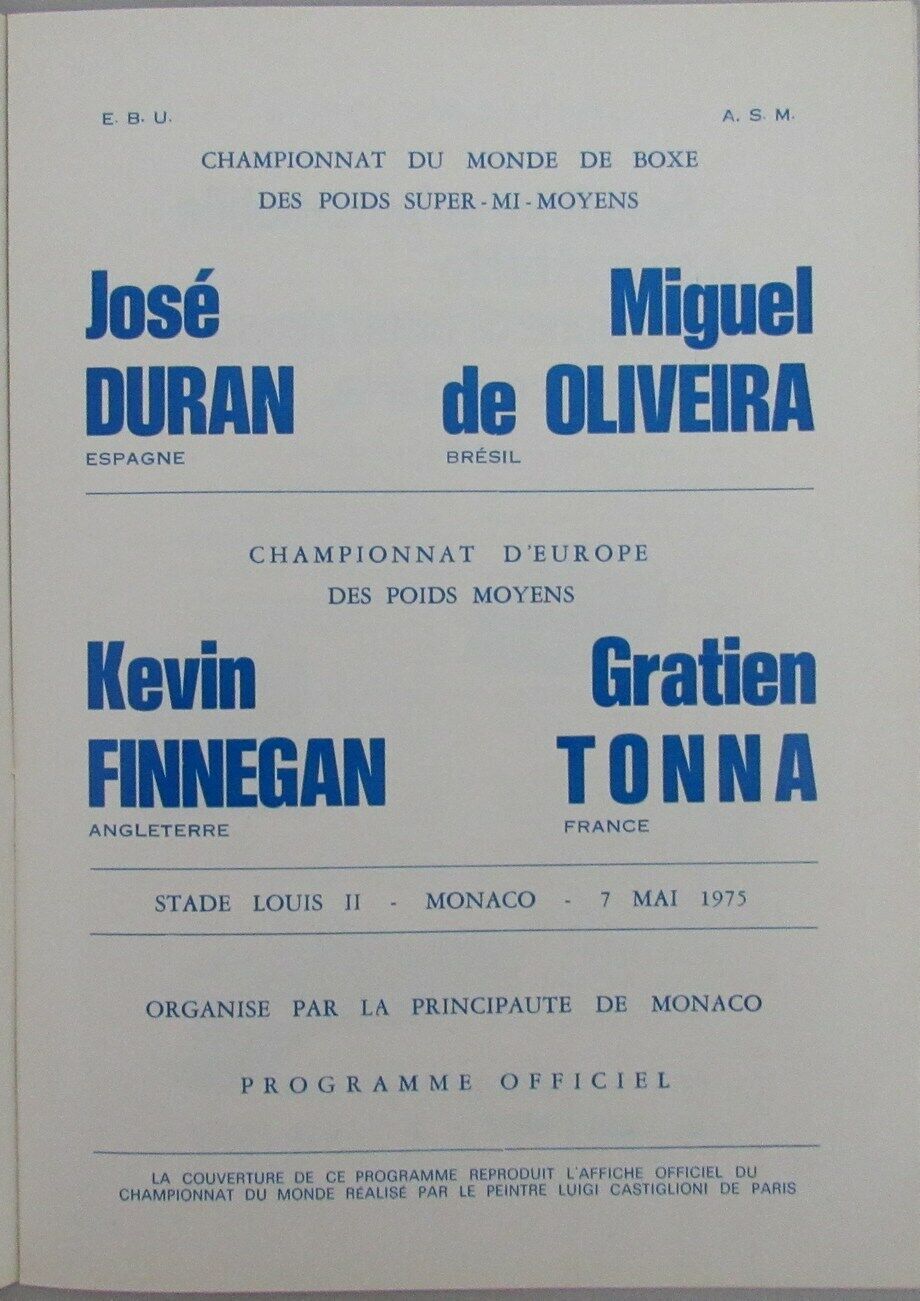 E. B. U. A. S. M.
CHAMPIONNAT DU MONDE DE BOXE
DES POIDS SUPER-MI-MOYENS
José Miguel
DURAN de OLIVEIRA
ESPAGNE BRÉSIL
CHAMPIONNAT D'EUROPE
DES POIDS MOYENS
Kevin Gratien
FINNEGAN TONNA
ANGLETERRE FRANCE
STADE LOUIS II - MONACO - 7 MAI 1975
ORGANISE PAR LA PRINCIPAUTE DE MONACO
PROGRAMME OFFICIEL
LA COUVERTURE DE CE PROGRAMME REPRODUIT L'AFFICHE OFFICIEL DU
CHAMPIONNAT DU MONDE RÉALISÉ PAR LE PEINTRE LUIGI CASTIGLIONI DE PARIS